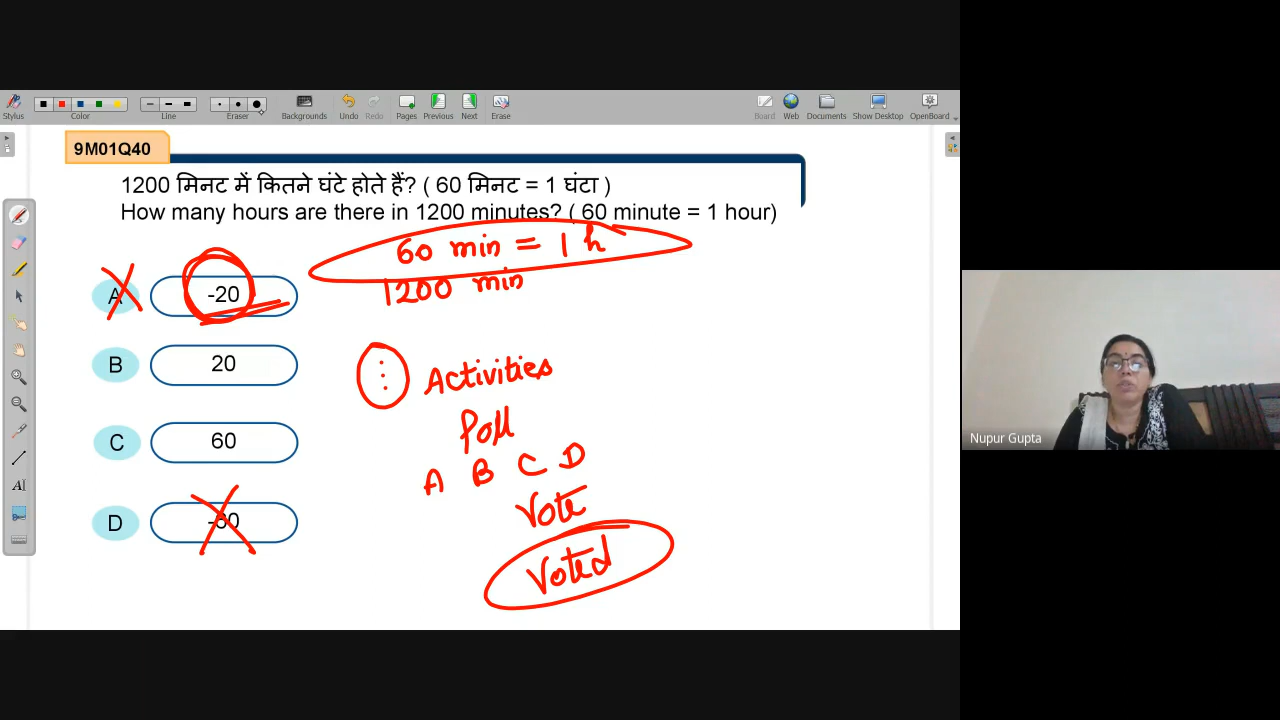 Stylus
Color
Line
Eraser
Backgrounds
Undo
Redo
Pages
Previous
Next
Erase
Board
Web
Documents
Show Desktop
OpenBoard
9M01Q40
1200 मिनट में कितने घंटे होते हैं? ( 60 मिनट = 1 घंटा )
How many hours are there in 1200 minutes? ( 60 minute = 1 hour)
60 min = 1 h
1200 min
A -20
B 20
C 60
D -60
⋮ Activities
Poll
A B C D
Vote
Voted
Nupur Gupta